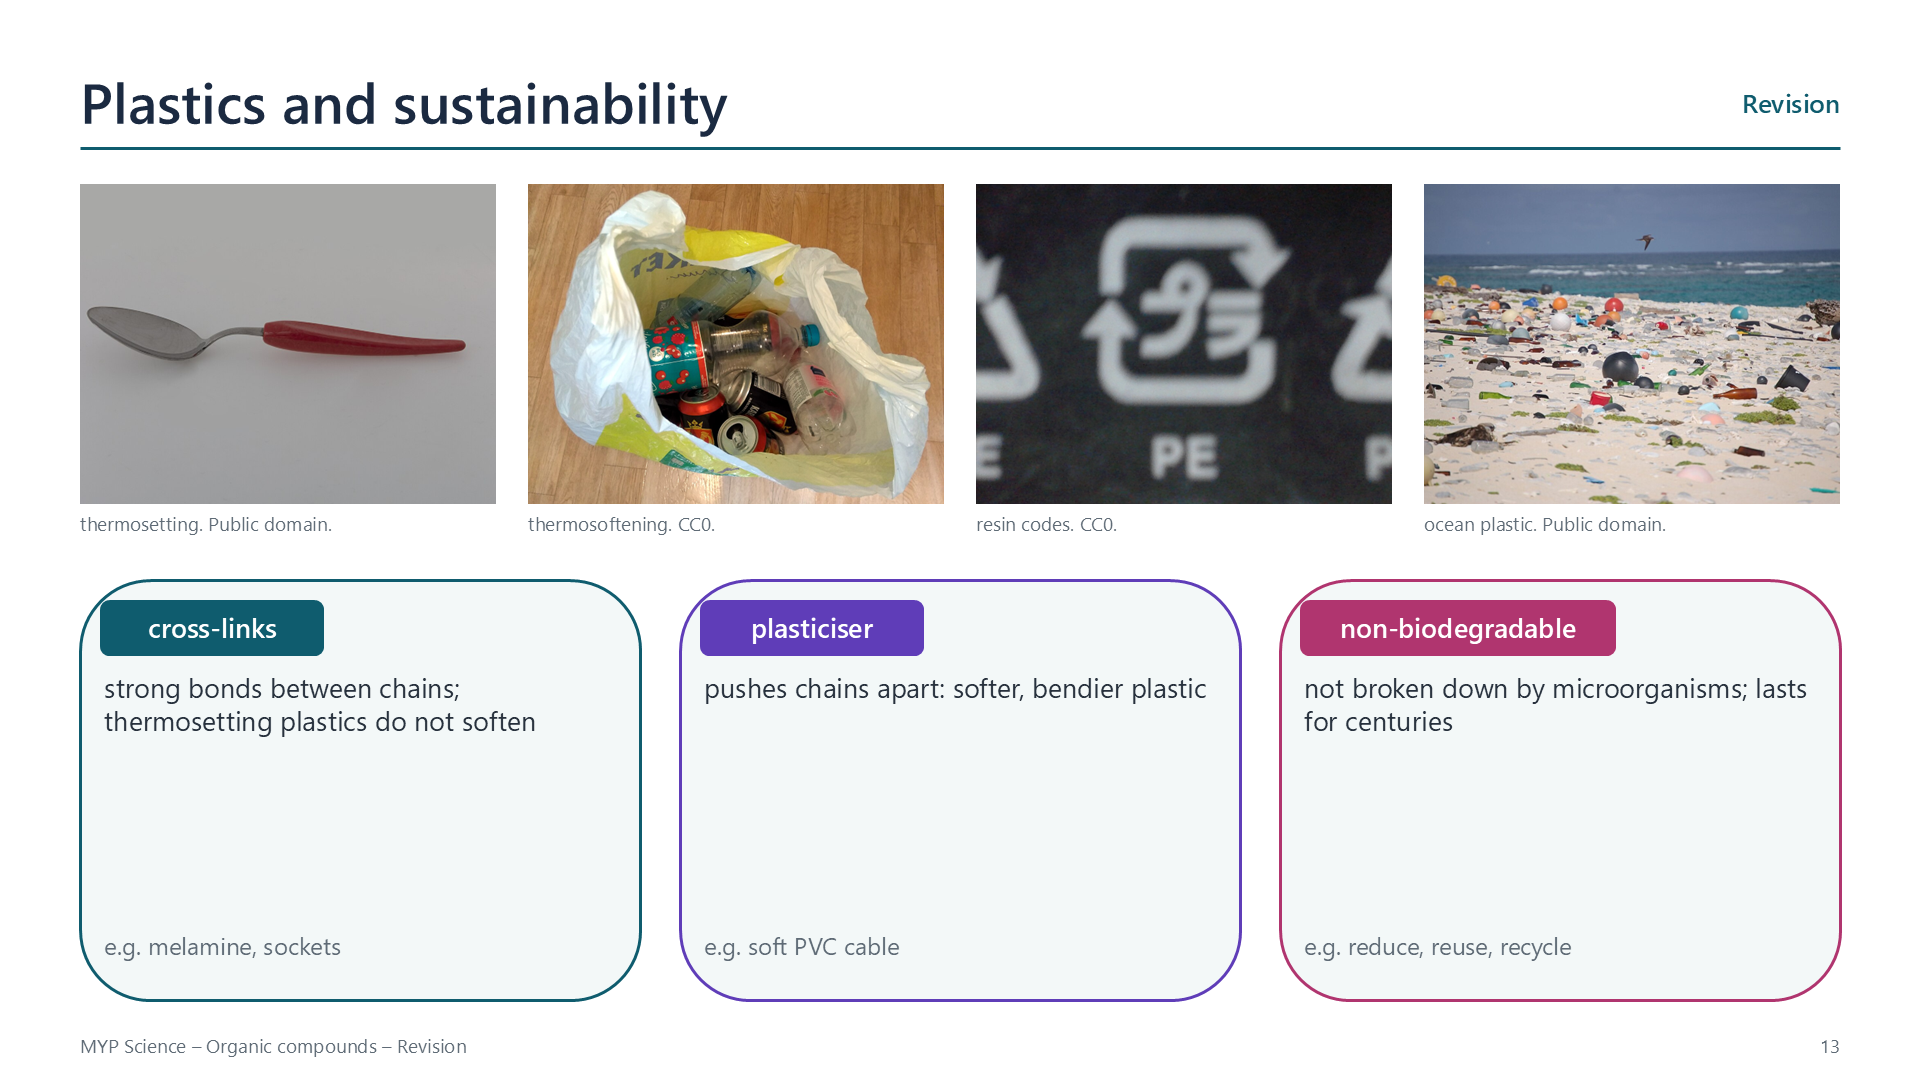 Plastics and sustainability
Revision
PE
thermosetting. Public domain.
thermosoftening. CC0.
resin codes. CC0.
ocean plastic. Public domain.
cross-links
strong bonds between chains;
thermosetting plastics do not soften
e.g. melamine, sockets
plasticiser
pushes chains apart: softer, bendier plastic
e.g. soft PVC cable
non-biodegradable
not broken down by microorganisms; lasts
for centuries
e.g. reduce, reuse, recycle
MYP Science – Organic compounds – Revision
13